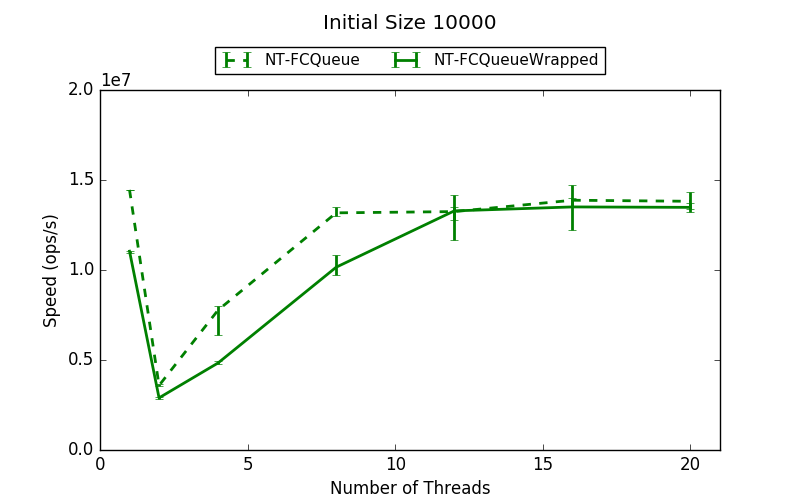 Initial Size 10000
NT-FCQueue NT-FCQueueWrapped
1e7
2.0
1.5
1.0
0.5
0.0
Speed (ops/s)
0 5 10 15 20
Number of Threads